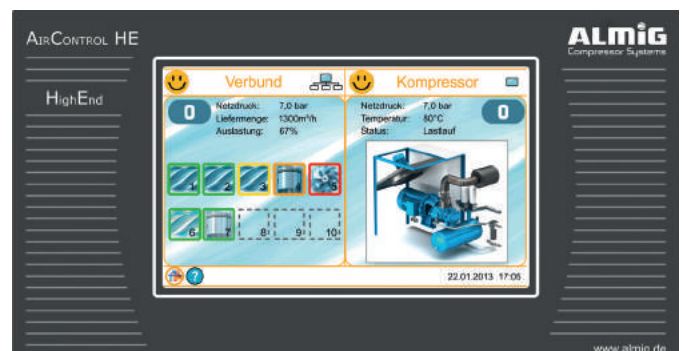 AIRCONTROL HE
ALMiG
Compressor Systems
HighEnd
Verbund
Kompressor
0
Netzdruck: 7,0 bar
Liefermenge: 1300m³/h
Auslastung: 67%
Netzdruck: 7,0 bar
Temperatur: 80°C
Status: Lastlauf
0
1 2 3 5
6 7 8 9 10
?
22.01.2013 17:05
www.almig.de